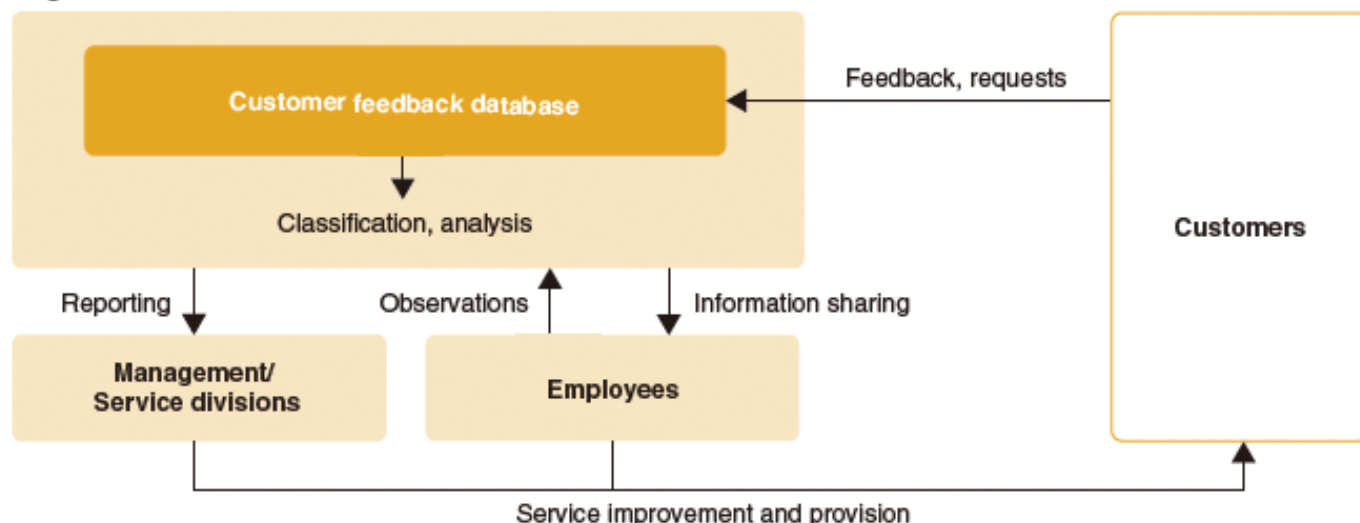 Feedback, requests
Customer feedback database
Classification, analysis
Customers
Reporting
Observations
Information sharing
Management/
Service divisions
Employees
Service improvement and provision